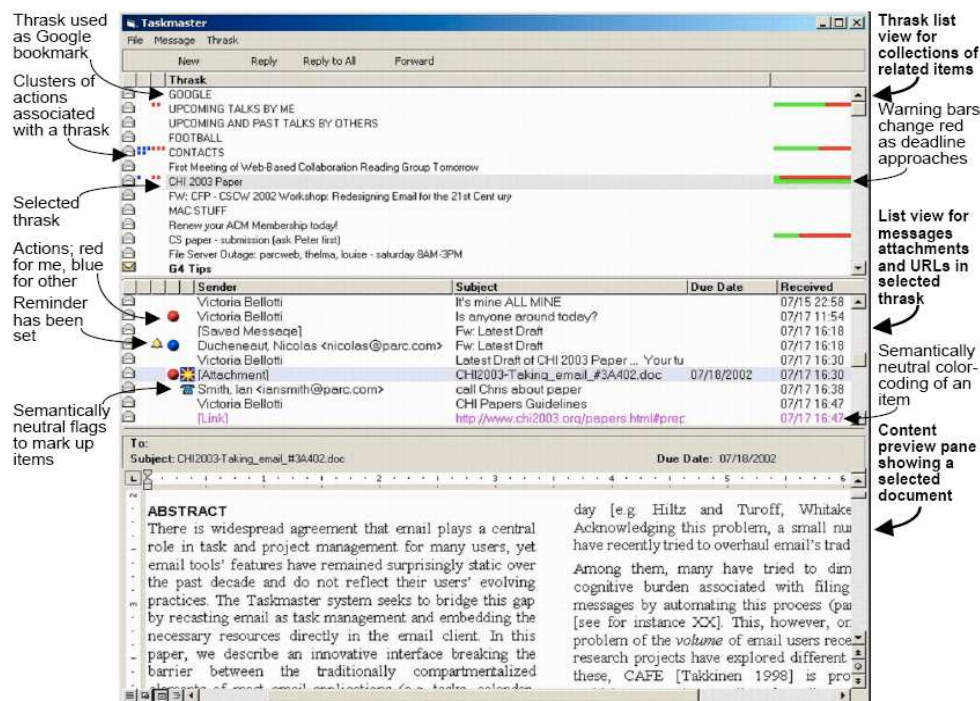 Thrask used
as Google
bookmark
Clusters of
actions
associated
with a thrask
Selected
thrask
Actions; red
for me, blue
for other
Reminder
has been
set
Semantically
neutral flags
to mark up
items
Taskmaster
File Message Thrask
New Reply Reply to All Forward
Thrask
GOOGLE
UPCOMING TALKS BY ME
UPCOMING AND PAST TALKS BY OTHERS
FOOTBALL
CONTACTS
First Meeting of Web-Based Collaboration Reading Group Tomorrow
CHI 2003 Paper
FW: CFP - CSCW 2002 Workshop: Redesigning Email for the 21st Century
MAC STUFF
Renew your ACM Membership today!
CS paper - submission (ask Peter first)
File Server Outage: parcweb, thelma, louise - saturday 8AM-3PM
G4 Tips
Sender Subject Due Date Received
Victoria Bellotti It's mine ALL MINE 07/15 22:58
Victoria Bellotti Is anyone around today? 07/17 11:54
[Saved Message] Fw: Latest Draft 07/17 16:18
Ducheneaut, Nicolas <nicolas@parc.com> Fw: Latest Draft 07/17 16:18
Victoria Bellotti Latest Draft of CHI 2003 Paper ... Your tu 07/17 16:30
[Attachment] CHI2003-Taking_email_#3A402.doc 07/18/2002 07/17 16:30
Smith, Ian <iansmith@parc.com> call Chris about paper 07/17 16:38
Victoria Bellotti CHI Papers Guidelines 07/17 16:47
[Link] http://www.chi2003.org/papers.html#prep 07/17 16:47
To:
Subject: CHI2003-Taking_email_#3A402.doc Due Date: 07/18/2002
1 2 3 4 5 6
ABSTRACT
There is widespread agreement that email plays a central
role in task and project management for many users, yet
email tools' features have remained surprisingly static over
the past decade and do not reflect their users' evolving
practices. The Taskmaster system seeks to bridge this gap
by recasting email as task management and embedding the
necessary resources directly in the email client. In this
paper, we describe an innovative interface breaking the
barrier between the traditionally compartmentalized
elements of most email applications (e.g. tasks, calendar,
day [e.g. Hiltz and Turoff, Whitake
Acknowledging this problem, a small nu
have recently tried to overhaul email's trad
Among them, many have tried to dim
cognitive burden associated with filing
messages by automating this process (pa
[see for instance XX]. This, however, or
problem of the volume of email users rece
research projects have explored different
these, CAFE [Takkinen 1998] is pro
Thrask list
view for
collections of
related items
Warning bars
change red
as deadline
approaches
List view for
messages
attachments
and URLs in
selected
thrask
Semantically
neutral color-
coding of an
item
Content
preview pane
showing a
selected
document